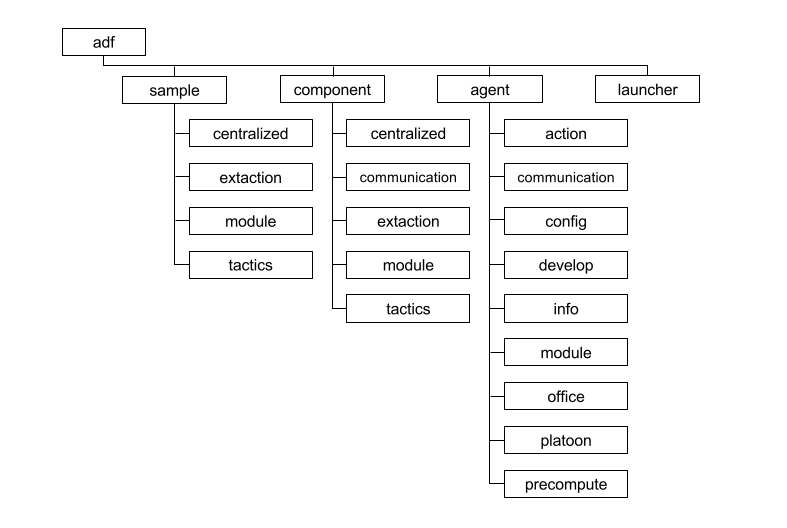 adf
sample
component
agent
launcher
centralized
extaction
module
tactics
centralized
communication
extaction
module
tactics
action
communication
config
develop
info
module
office
platoon
precompute